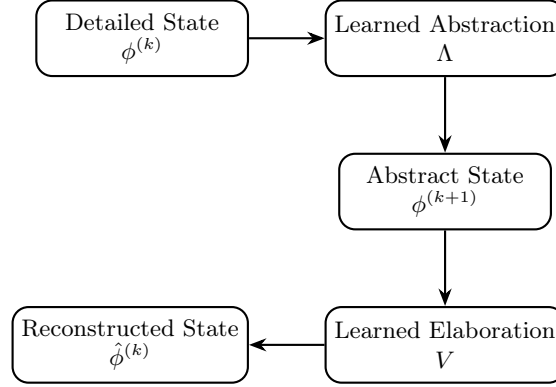 Detailed State
ϕ^{(k)}
Learned Abstraction
Λ
Abstract State
ϕ^{(k+1)}
Learned Elaboration
V
Reconstructed State
ϕ̂^{(k)}